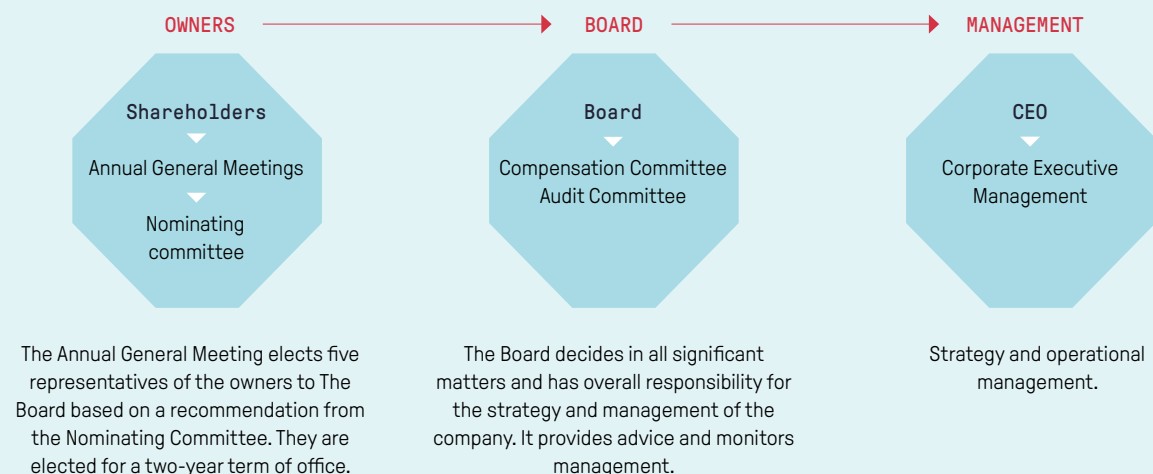 OWNERS
BOARD
MANAGEMENT
Shareholders
Annual General Meetings
Nominating
committee
Board
Compensation Committee
Audit Committee
CEO
Corporate Executive
Management
The Annual General Meeting elects five
representatives of the owners to The
Board based on a recommendation from
the Nominating Committee. They are
elected for a two-year term of office.
The Board decides in all significant
matters and has overall responsibility for
the strategy and management of the
company. It provides advice and monitors
management.
Strategy and operational
management.